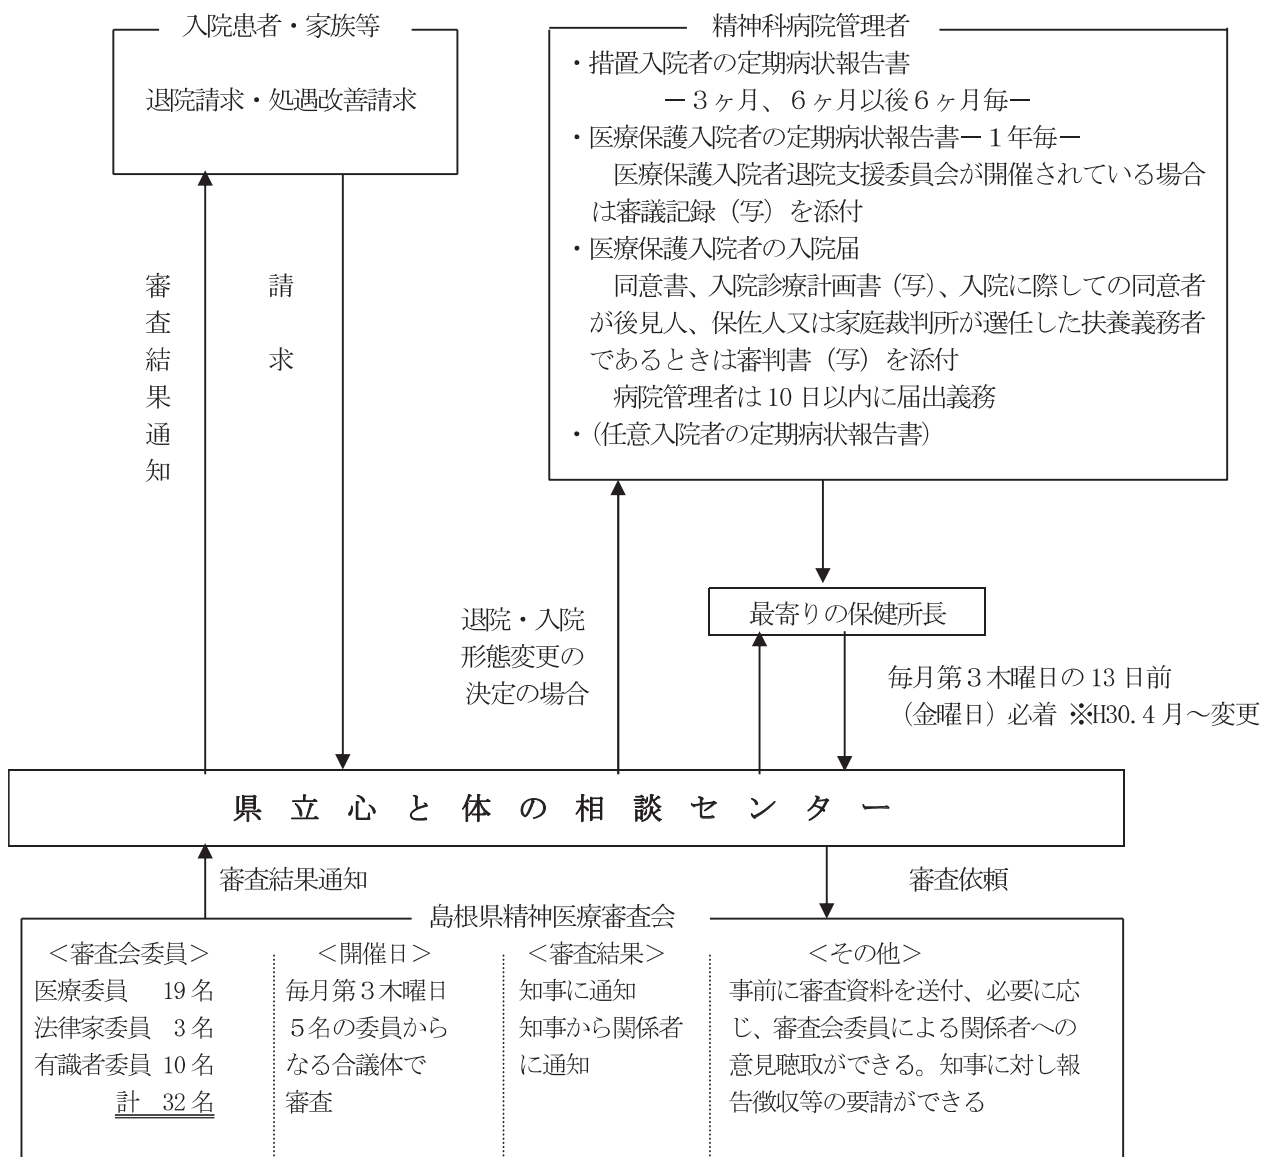 入院患者・家族等
退院請求・処遇改善請求
精神科病院管理者
・措置入院者の定期病状報告書
―３ヶ月、６ヶ月以後６ヶ月毎―
・医療保護入院者の定期病状報告書―１年毎―
医療保護入院者退院支援委員会が開催されている場合
は審議記録（写）を添付
・医療保護入院者の入院届
同意書、入院診療計画書（写）、入院に際しての同意者
が後見人、保佐人又は家庭裁判所が選任した扶養義務者
であるときは審判書（写）を添付
病院管理者は 10 日以内に届出義務
・（任意入院者の定期病状報告書）
審査結果通知
請求
退院・入院
形態変更の
決定の場合
最寄りの保健所長
毎月第３木曜日の 13 日前
（金曜日）必着 ※H30.４月～変更
県立心と体の相談センター
審査結果通知
審査依頼
島根県精神医療審査会
＜審査会委員＞
医療委員 19 名
法律家委員 3 名
有識者委員 10 名
計 32 名
＜開催日＞
毎月第３木曜日
５名の委員から
なる合議体で
審査
＜審査結果＞
知事に通知
知事から関係者
に通知
＜その他＞
事前に審査資料を送付、必要に応
じ、審査会委員による関係者への
意見聴取ができる。知事に対し報
告徴収等の要請ができる